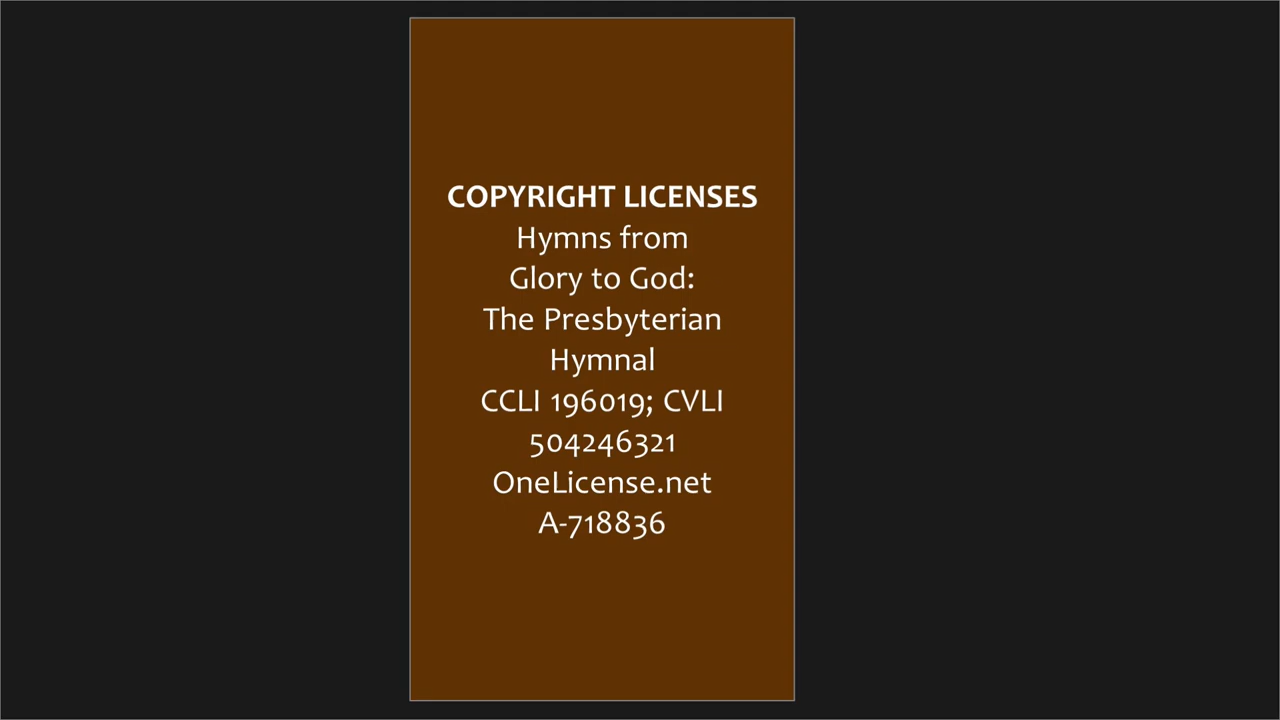 COPYRIGHT LICENSES
Hymns from
Glory to God:
The Presbyterian
Hymnal
CCLI 196019; CVLI
504246321
OneLicense.net
A-718836